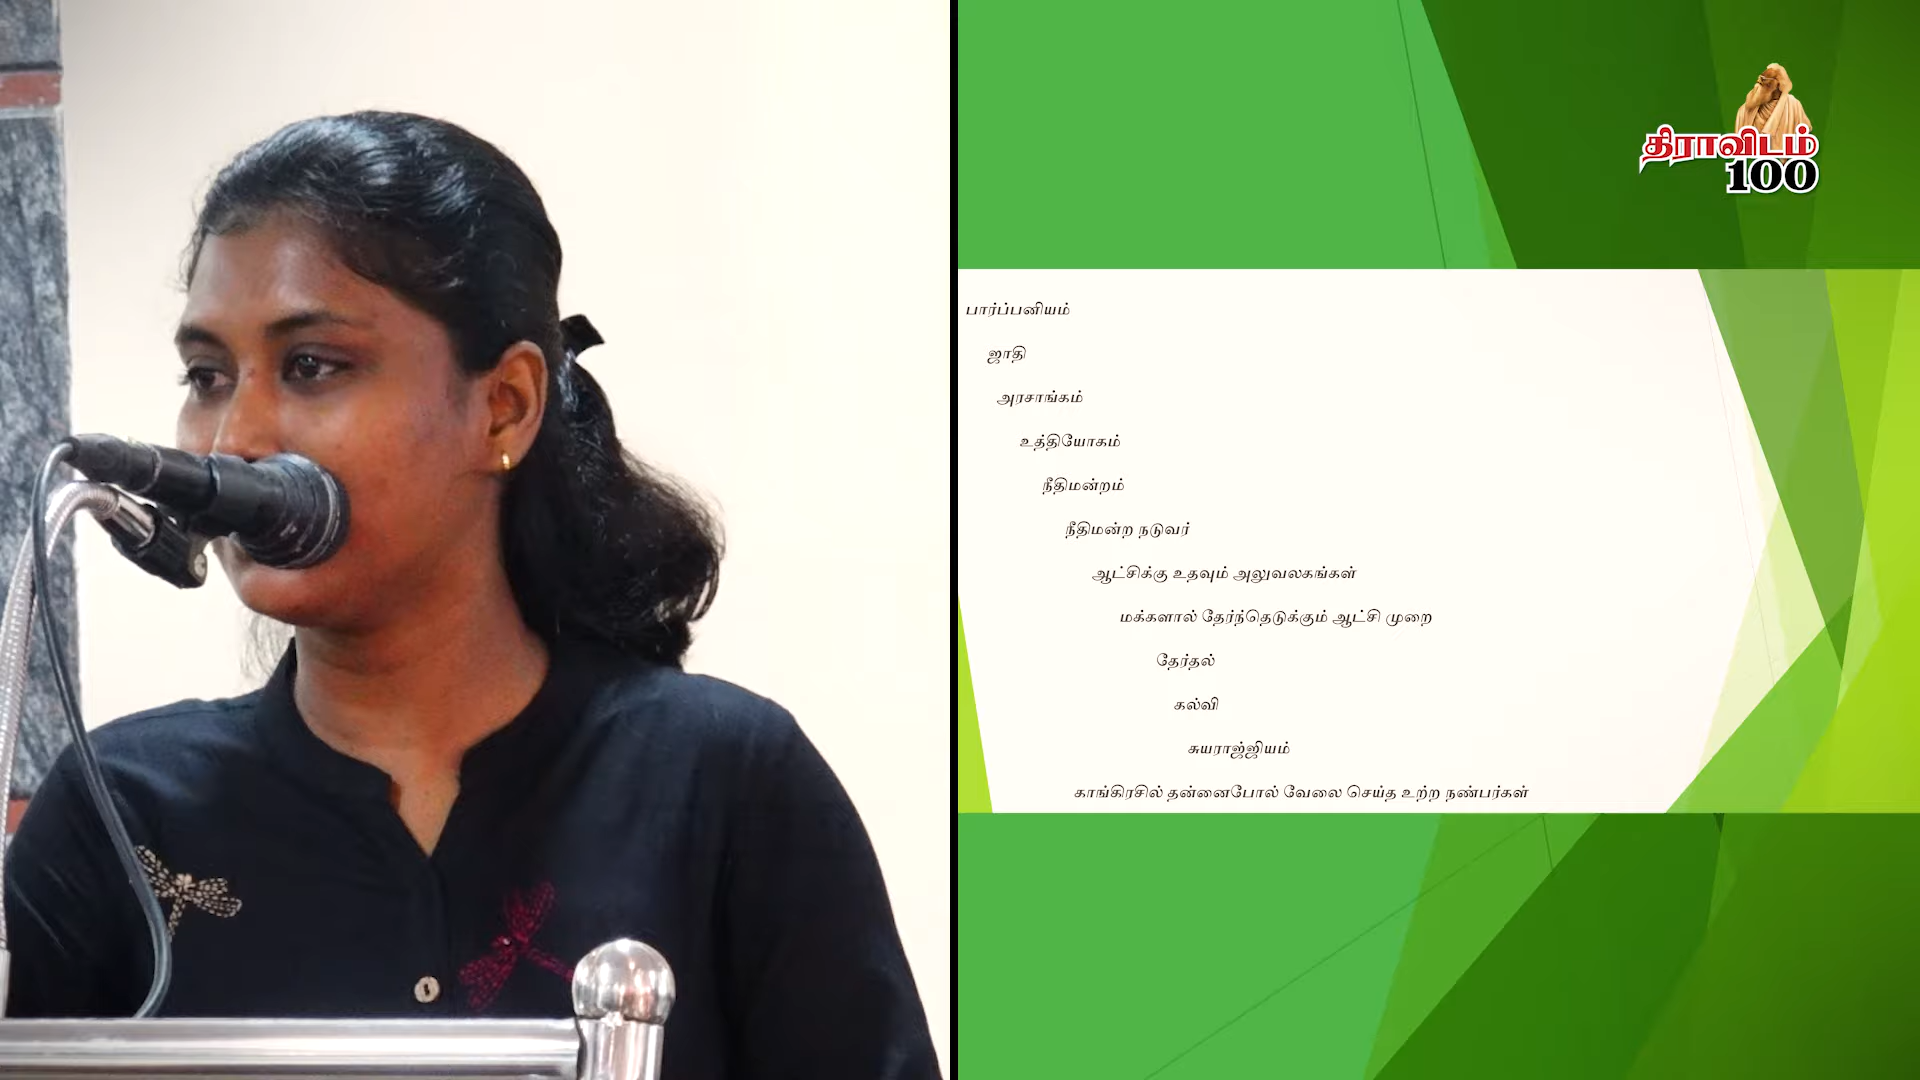 திராவிடம்
100
பார்ப்பனியம்
ஜாதி
அரசாங்கம்
உத்தியோகம்
நீதிமன்றம்
நீதிமன்ற நடுவர்
ஆட்சிக்கு உதவும் அலுவலகங்கள்
மக்களால் தேர்ந்தெடுக்கும் ஆட்சி முறை
தேர்தல்
கல்வி
சுயராஜ்ஜியம்
காங்கிரசில் தன்னைபோல் வேலை செய்த உற்ற நண்பர்கள்